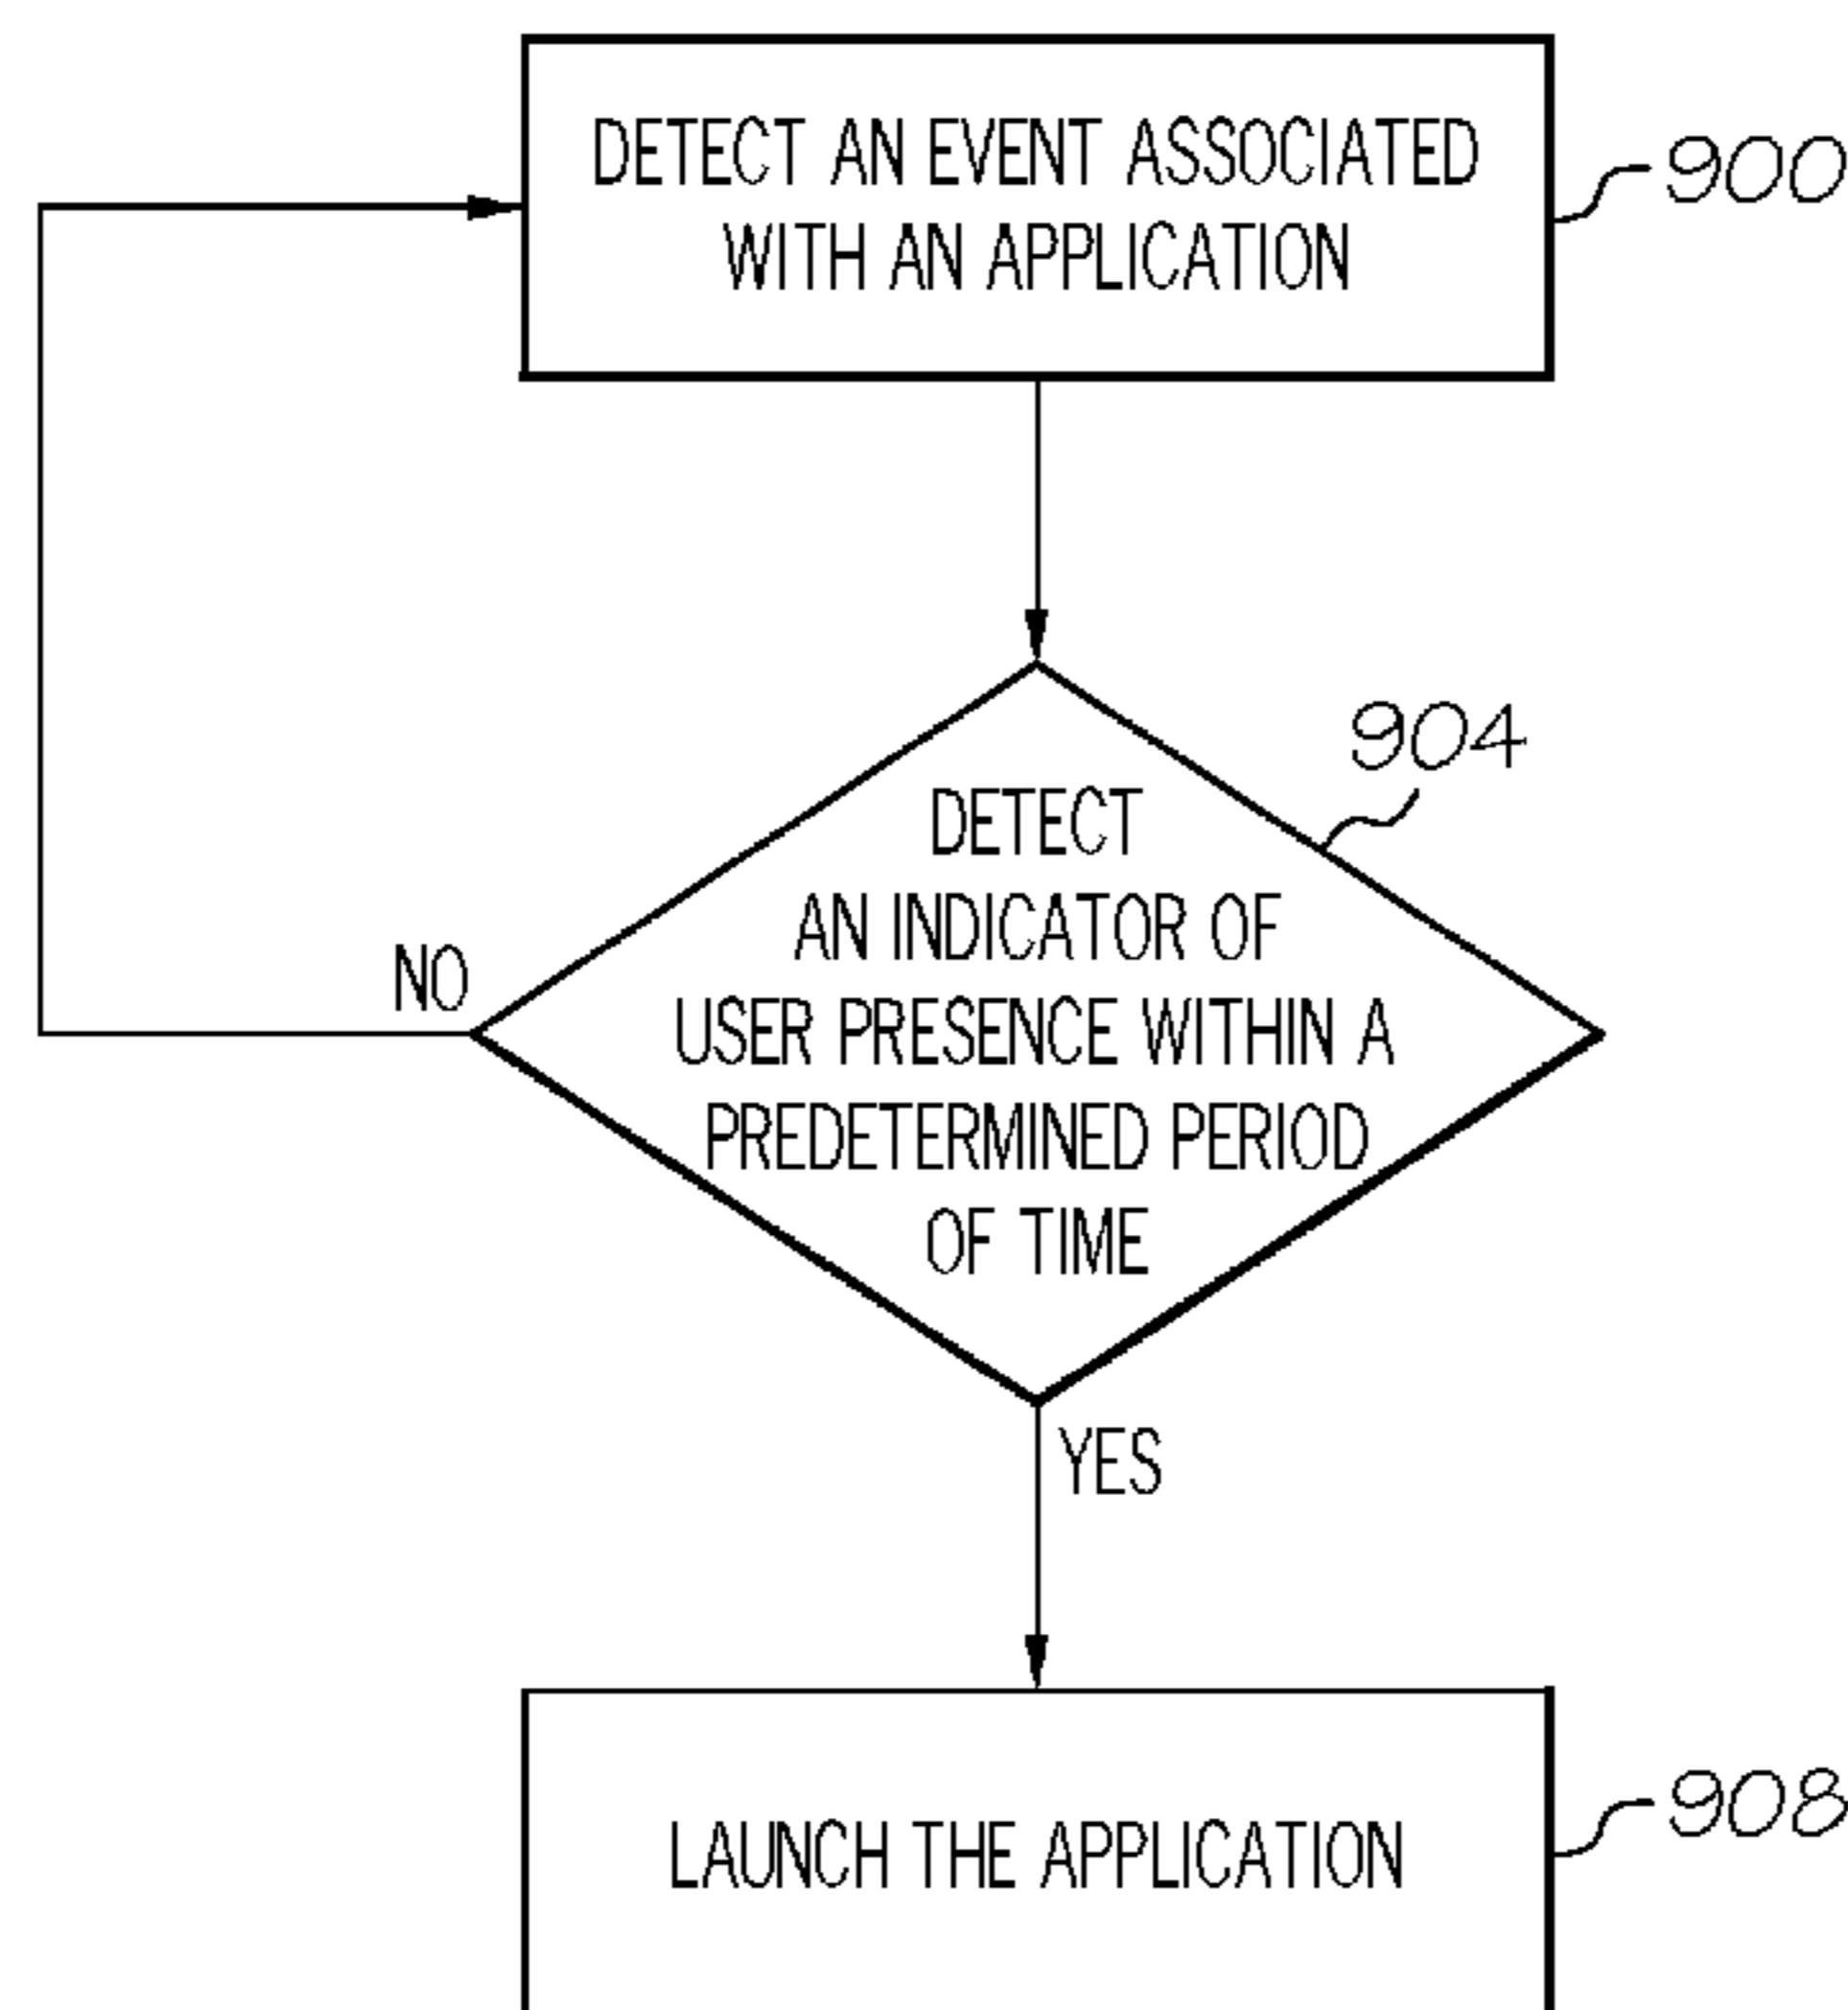 DETECT AN EVENT ASSOCIATED
WITH AN APPLICATION
900
904
DETECT
AN INDICATOR OF
USER PRESENCE WITHIN A
PREDETERMINED PERIOD
OF TIME
NO
YES
LAUNCH THE APPLICATION
908